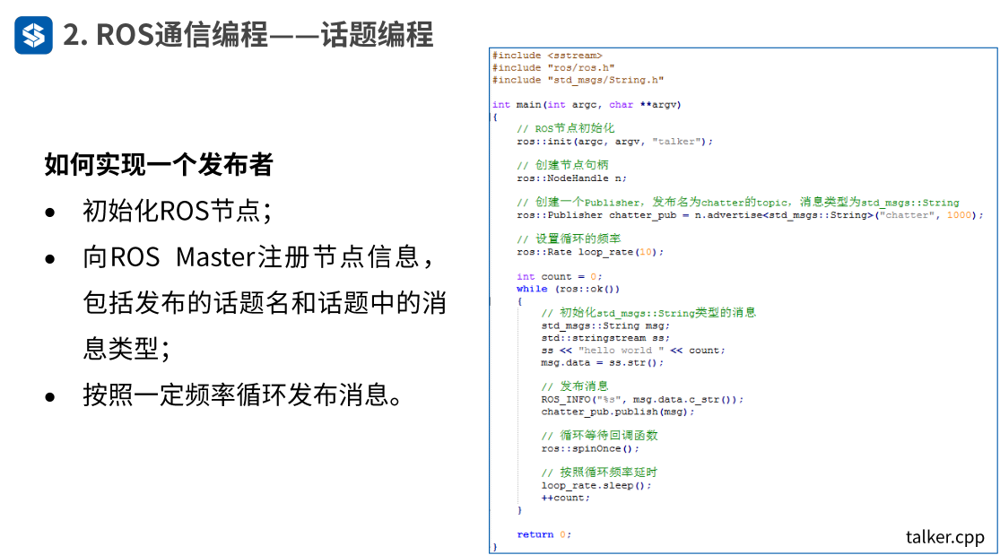 2. ROS通信编程——话题编程
如何实现一个发布者
• 初始化ROS节点；
• 向ROS Master注册节点信息，
包括发布的话题名和话题中的消
息类型；
• 按照一定频率循环发布消息。
#include <sstream>
#include "ros/ros.h"
#include "std_msgs/String.h"
int main(int argc, char **argv)
{
// ROS节点初始化
ros::init(argc, argv, "talker");
// 创建节点句柄
ros::NodeHandle n;
// 创建一个Publisher，发布名为chatter的topic，消息类型为std_msgs::String
ros::Publisher chatter_pub = n.advertise<std_msgs::String>("chatter", 1000);
// 设置循环的频率
ros::Rate loop_rate(10);
int count = 0;
while (ros::ok())
{
// 初始化std_msgs::String类型的消息
std_msgs::String msg;
std::stringstream ss;
ss << "hello world " << count;
msg.data = ss.str();
// 发布消息
ROS_INFO("%s", msg.data.c_str());
chatter_pub.publish(msg);
// 循环等待回调函数
ros::spinOnce();
// 按照循环频率延时
loop_rate.sleep();
++count;
}
return 0;
}
talker.cpp